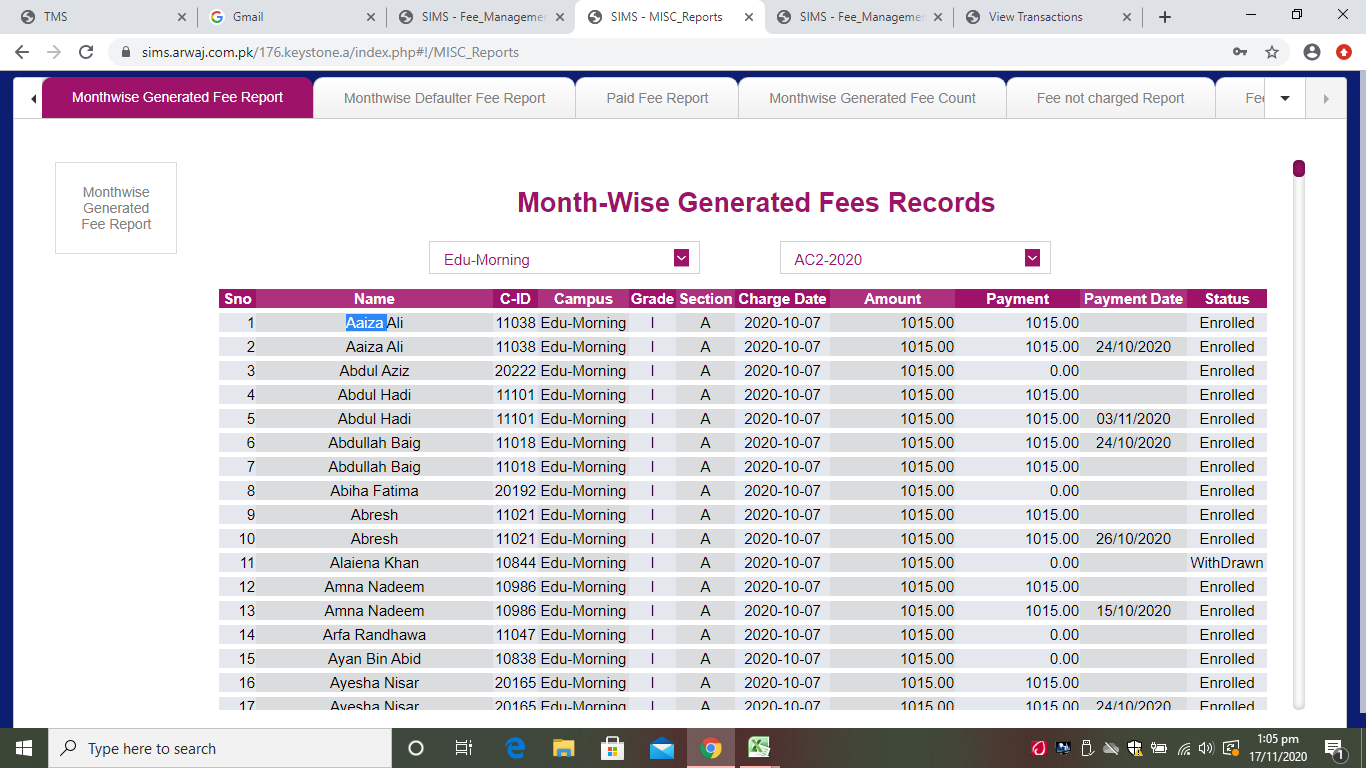 TMS
Gmail
SIMS - Fee_Manageme
SIMS - MISC_Reports
SIMS - Fee_Manageme
View Transactions
sims.arwaj.com.pk/176.keystone.a/index.php#!/MISC_Reports
Monthwise Generated Fee Report
Monthwise Defaulter Fee Report
Paid Fee Report
Monthwise Generated Fee Count
Fee not charged Report
Fee
Monthwise
Generated
Fee Report
Month-Wise Generated Fees Records
Edu-Morning
AC2-2020
Sno Name C-ID Campus Grade Section Charge Date Amount Payment Payment Date Status
1 Aaiza Ali 11038 Edu-Morning I A 2020-10-07 1015.00 1015.00 Enrolled
2 Aaiza Ali 11038 Edu-Morning I A 2020-10-07 1015.00 1015.00 24/10/2020 Enrolled
3 Abdul Aziz 20222 Edu-Morning I A 2020-10-07 1015.00 0.00 Enrolled
4 Abdul Hadi 11101 Edu-Morning I A 2020-10-07 1015.00 1015.00 Enrolled
5 Abdul Hadi 11101 Edu-Morning I A 2020-10-07 1015.00 1015.00 03/11/2020 Enrolled
6 Abdullah Baig 11018 Edu-Morning I A 2020-10-07 1015.00 1015.00 24/10/2020 Enrolled
7 Abdullah Baig 11018 Edu-Morning I A 2020-10-07 1015.00 1015.00 Enrolled
8 Abiha Fatima 20192 Edu-Morning I A 2020-10-07 1015.00 0.00 Enrolled
9 Abresh 11021 Edu-Morning I A 2020-10-07 1015.00 1015.00 Enrolled
10 Abresh 11021 Edu-Morning I A 2020-10-07 1015.00 1015.00 26/10/2020 Enrolled
11 Alaiena Khan 10844 Edu-Morning I A 2020-10-07 1015.00 0.00 WithDrawn
12 Amna Nadeem 10986 Edu-Morning I A 2020-10-07 1015.00 1015.00 Enrolled
13 Amna Nadeem 10986 Edu-Morning I A 2020-10-07 1015.00 1015.00 15/10/2020 Enrolled
14 Arfa Randhawa 11047 Edu-Morning I A 2020-10-07 1015.00 0.00 Enrolled
15 Ayan Bin Abid 10838 Edu-Morning I A 2020-10-07 1015.00 0.00 Enrolled
16 Ayesha Nisar 20165 Edu-Morning I A 2020-10-07 1015.00 1015.00 Enrolled
17 Ayesha Nisar 20165 Edu-Morning I A 2020-10-07 1015.00 1015.00 24/10/2020 Enrolled
Type here to search
1:05 pm
17/11/2020
1